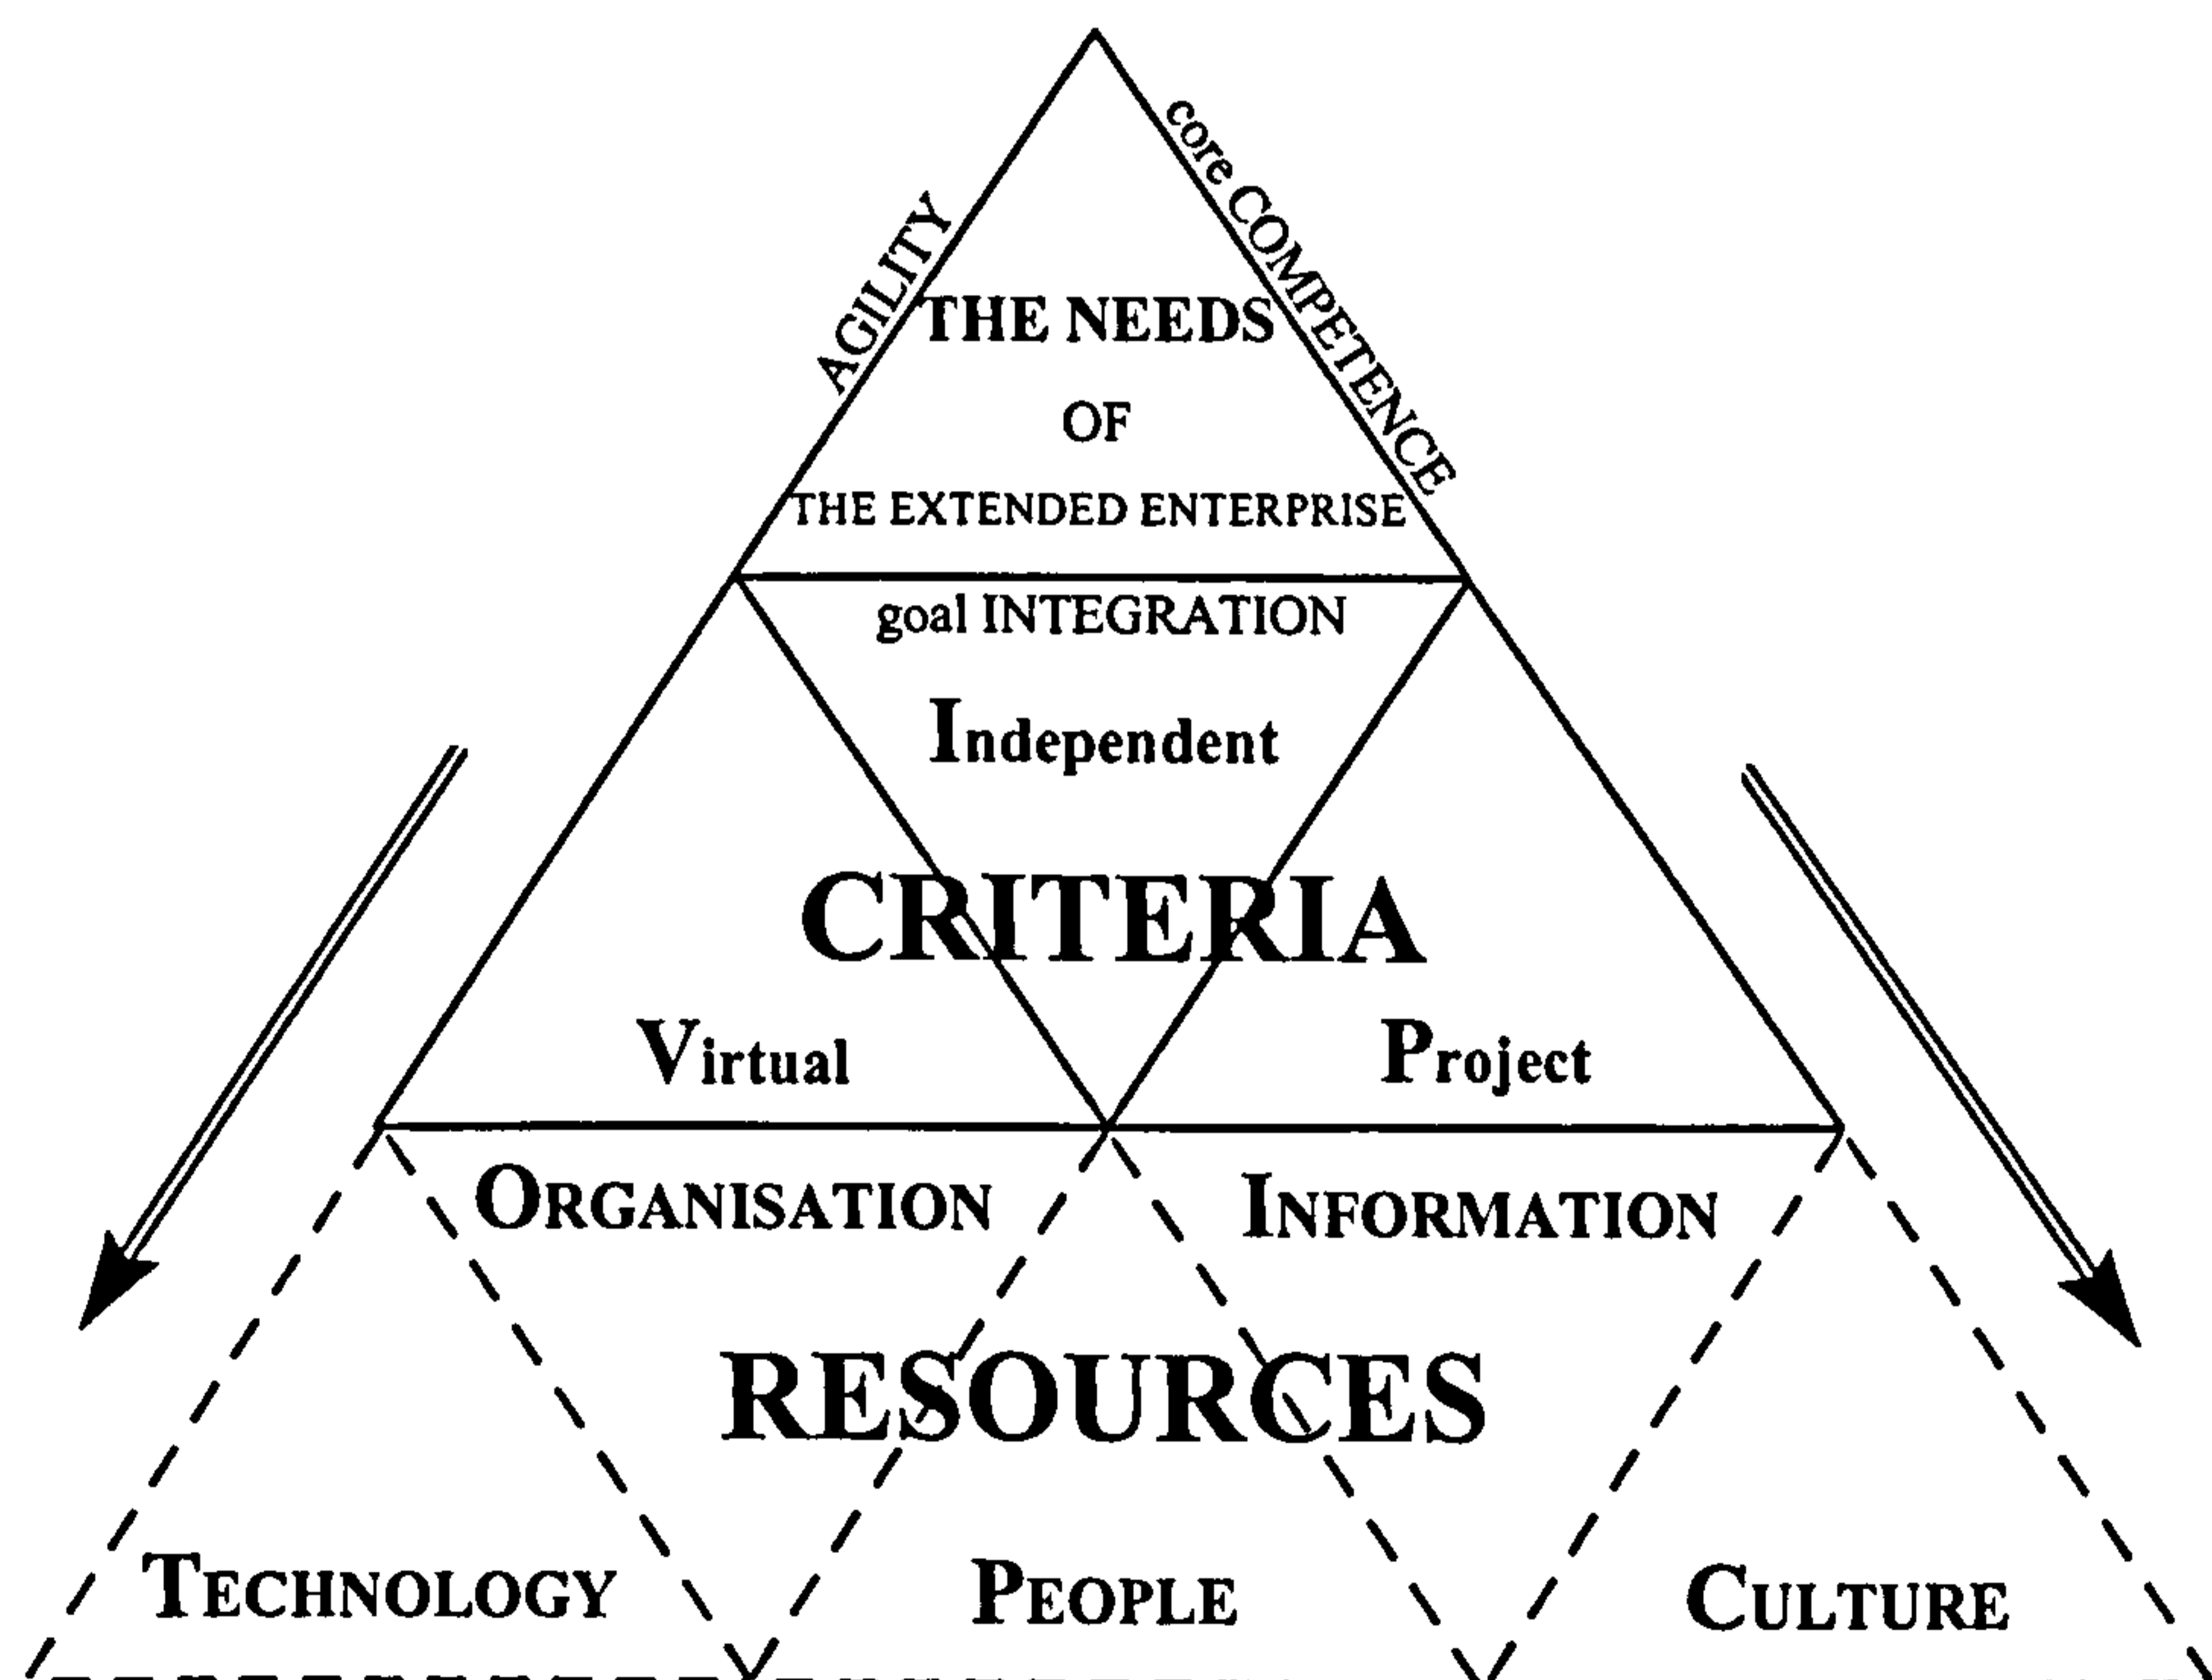 AGILITY
core COMPETENCE
THE NEEDS
OF
THE EXTENDED ENTERPRISE
goal INTEGRATION
Independent
CRITERIA
Virtual
Project
ORGANISATION
INFORMATION
RESOURCES
TECHNOLOGY
PEOPLE
CULTURE